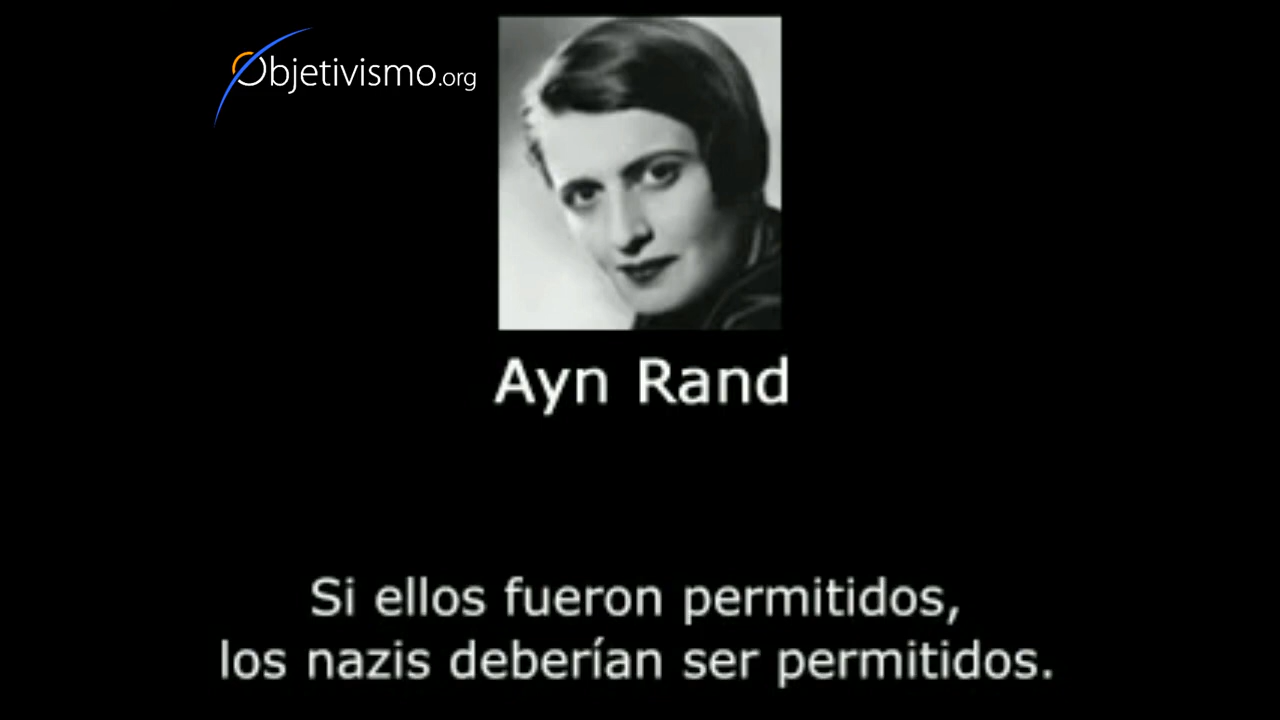 Objetivismo.org
Ayn Rand
Si ellos fueron permitidos,
los nazis deberían ser permitidos.